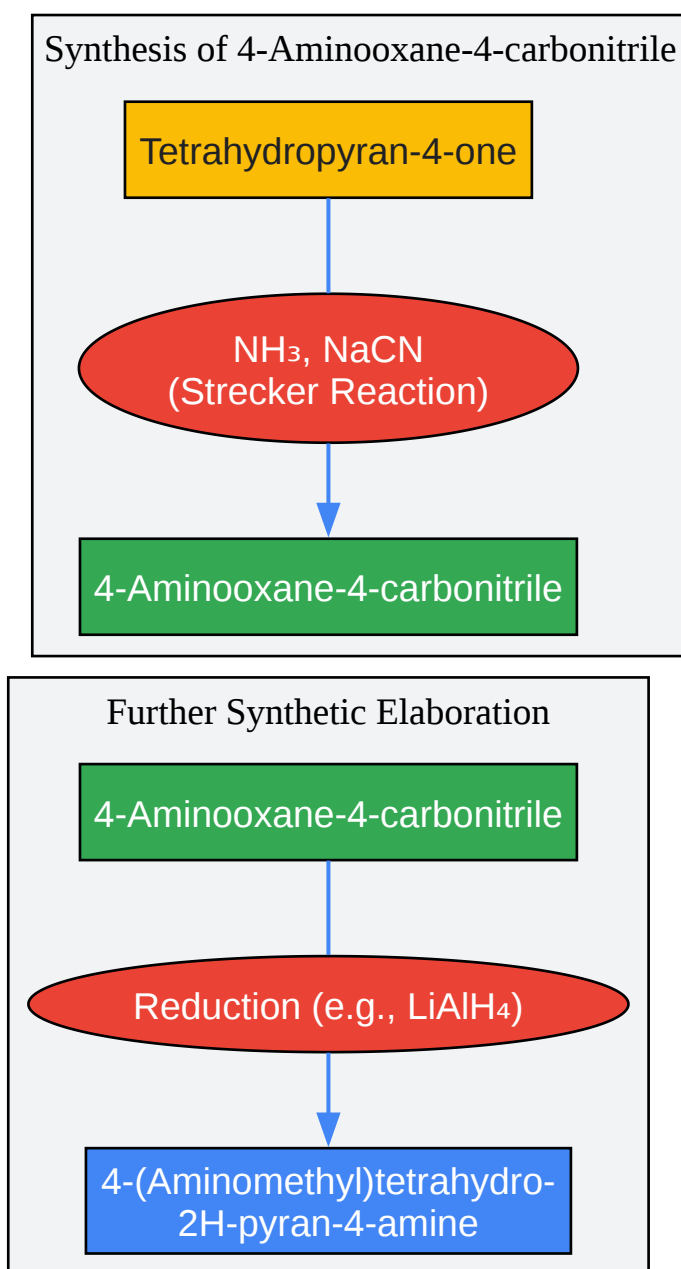 Synthesis of 4-Aminooxane-4-carbonitrile
Tetrahydropyran-4-one
NH₃, NaCN
(Strecker Reaction)
4-Aminooxane-4-carbonitrile
Further Synthetic Elaboration
4-Aminooxane-4-carbonitrile
Reduction (e.g., LiAlH₄)
4-(Aminomethyl)tetrahydro-
2H-pyran-4-amine